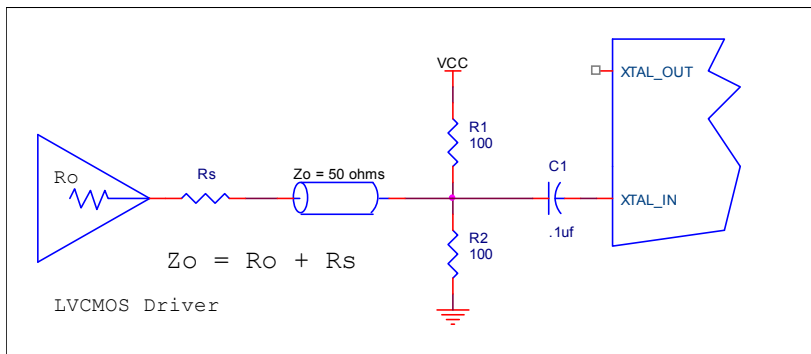 VCC
XTAL_OUT
R1
100
Ro
Rs
Zo = 50 ohms
C1
XTAL_IN
.1uf
R2
100
Zo = Ro + Rs
LVCMOS Driver